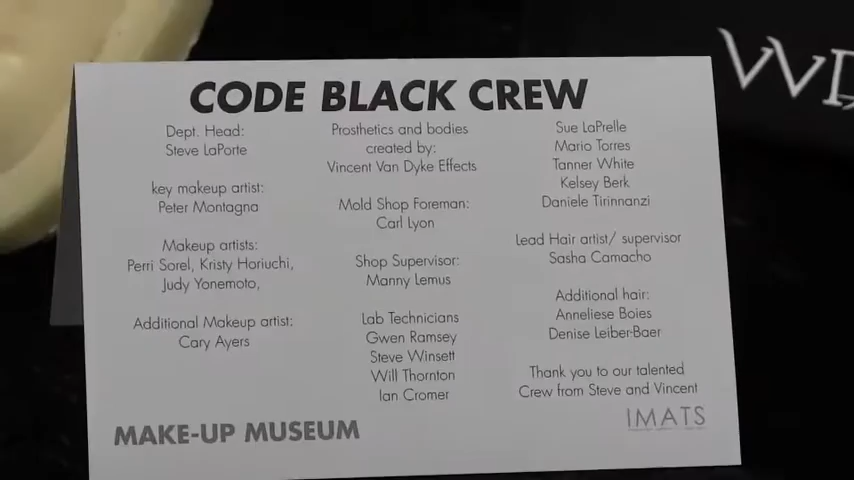 CODE BLACK CREW
Dept. Head:
Steve LaPorte
key makeup artist:
Peter Montagna
Makeup artists:
Perri Sorel, Kristy Horiuchi,
Judy Yonemoto,
Additional Makeup artist:
Cary Ayers
Prosthetics and bodies
created by:
Vincent Van Dyke Effects
Mold Shop Foreman:
Carl Lyon
Shop Supervisor:
Manny Lemus
Lab Technicians
Gwen Ramsey
Steve Winsett
Will Thornton
Ian Cromer
Sue LaPrelle
Mario Torres
Tanner White
Kelsey Berk
Daniele Tirinnanzi
Lead Hair artist/ supervisor
Sasha Camacho
Additional hair:
Anneliese Boies
Denise Leiber-Baer
Thank you to our talented
Crew from Steve and Vincent
MAKE-UP MUSEUM
IMATS